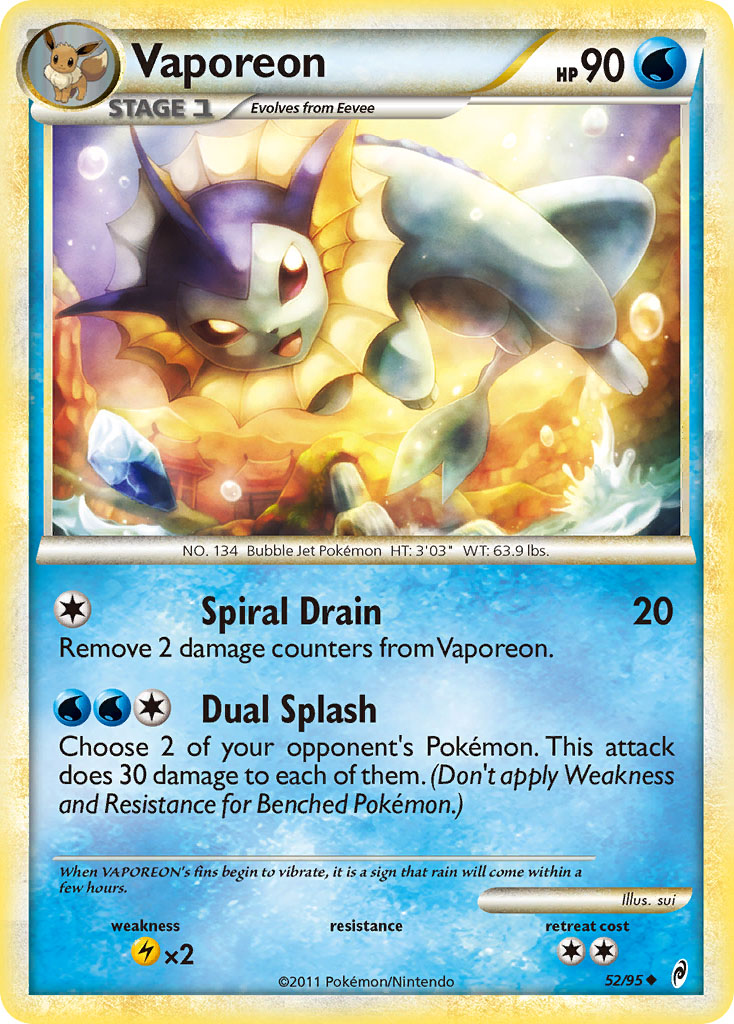 Vaporeon
HP 90
STAGE 1
Evolves from Eevee
NO. 134 Bubble Jet Pokémon HT: 3'03" WT: 63.9 lbs.
Spiral Drain 20
Remove 2 damage counters from Vaporeon.
Dual Splash
Choose 2 of your opponent's Pokémon. This attack
does 30 damage to each of them. (Don't apply Weakness
and Resistance for Benched Pokémon.)
When VAPOREON's fins begin to vibrate, it is a sign that rain will come within a
few hours.
Illus. sui
weakness resistance retreat cost
×2
©2011 Pokémon/Nintendo
52/95